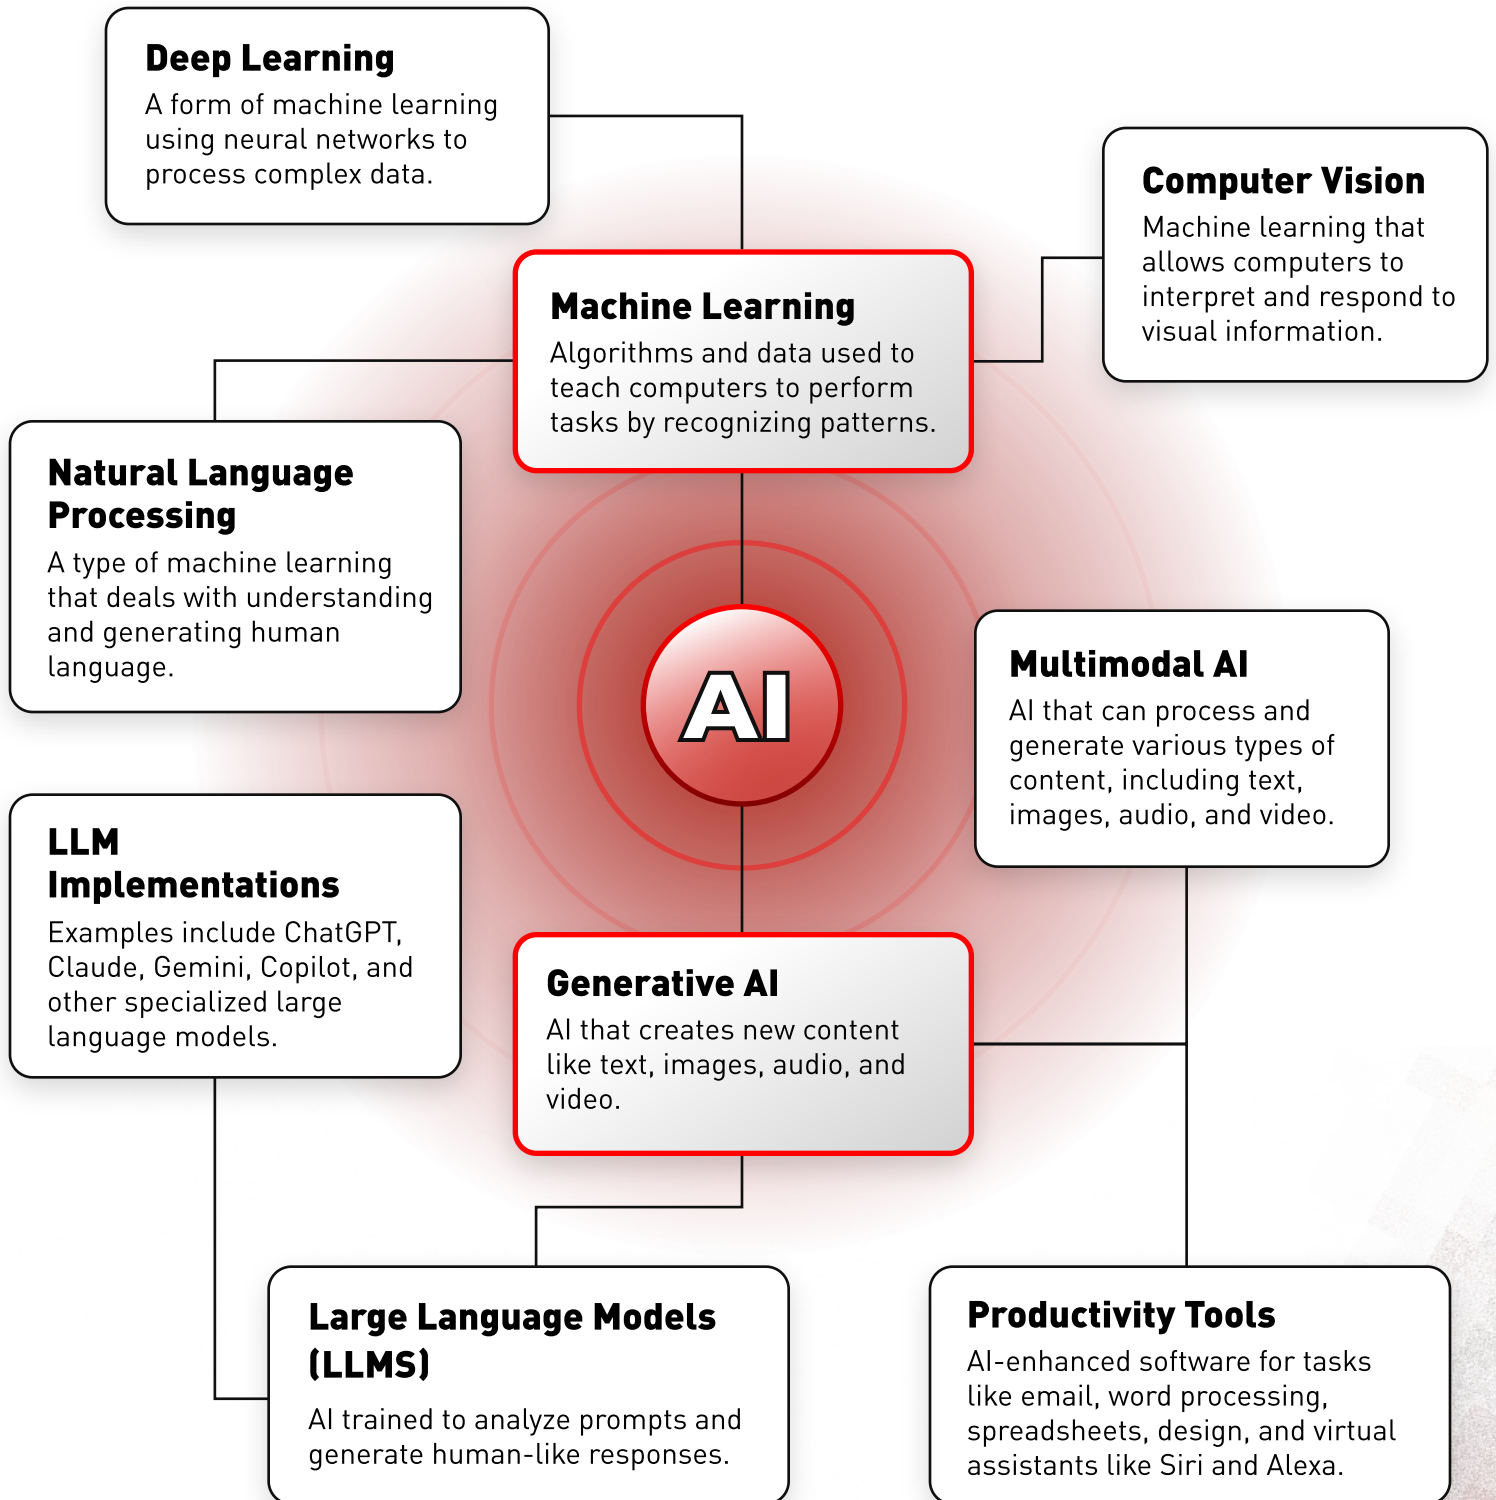 Deep Learning
A form of machine learning
using neural networks to
process complex data.
Computer Vision
Machine learning that
allows computers to
interpret and respond to
visual information.
Machine Learning
Algorithms and data used to
teach computers to perform
tasks by recognizing patterns.
Natural Language
Processing
A type of machine learning
that deals with understanding
and generating human
language.
AI
Multimodal AI
AI that can process and
generate various types of
content, including text,
images, audio, and video.
LLM
Implementations
Examples include ChatGPT,
Claude, Gemini, Copilot, and
other specialized large
language models.
Generative AI
AI that creates new content
like text, images, audio, and
video.
Large Language Models
(LLMS)
AI trained to analyze prompts and
generate human-like responses.
Productivity Tools
AI-enhanced software for tasks
like email, word processing,
spreadsheets, design, and virtual
assistants like Siri and Alexa.